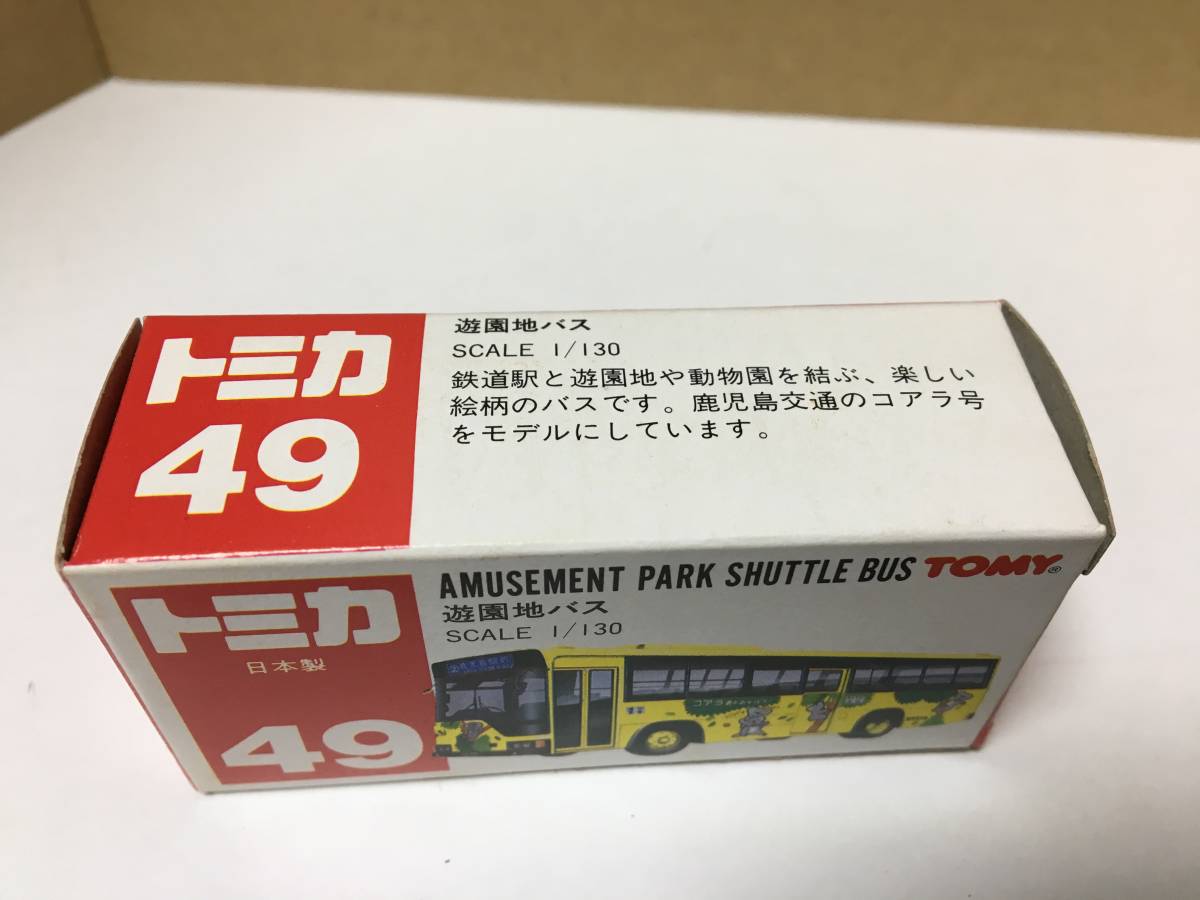 トミカ
49
遊園地バス
SCALE 1/130
鉄道駅と遊園地や動物園を結ぶ、楽しい
絵柄のバスです。鹿児島交通のコアラ号
をモデルにしています。
トミカ
日本製
49
AMUSEMENT PARK SHUTTLE BUS TOMY®
遊園地バス
SCALE 1/130
コアラ